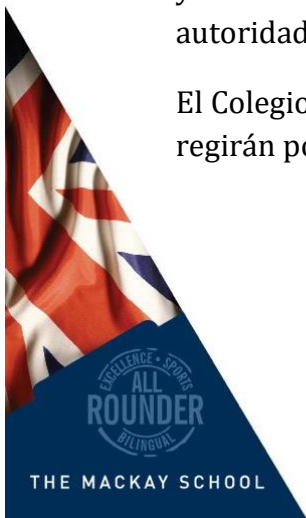 autoridad
El Colegio
regirán po
EXCELLENCE • SPORTS
ALL
ROUNDER
BILINGUAL
THE MACKAY SCHOOL